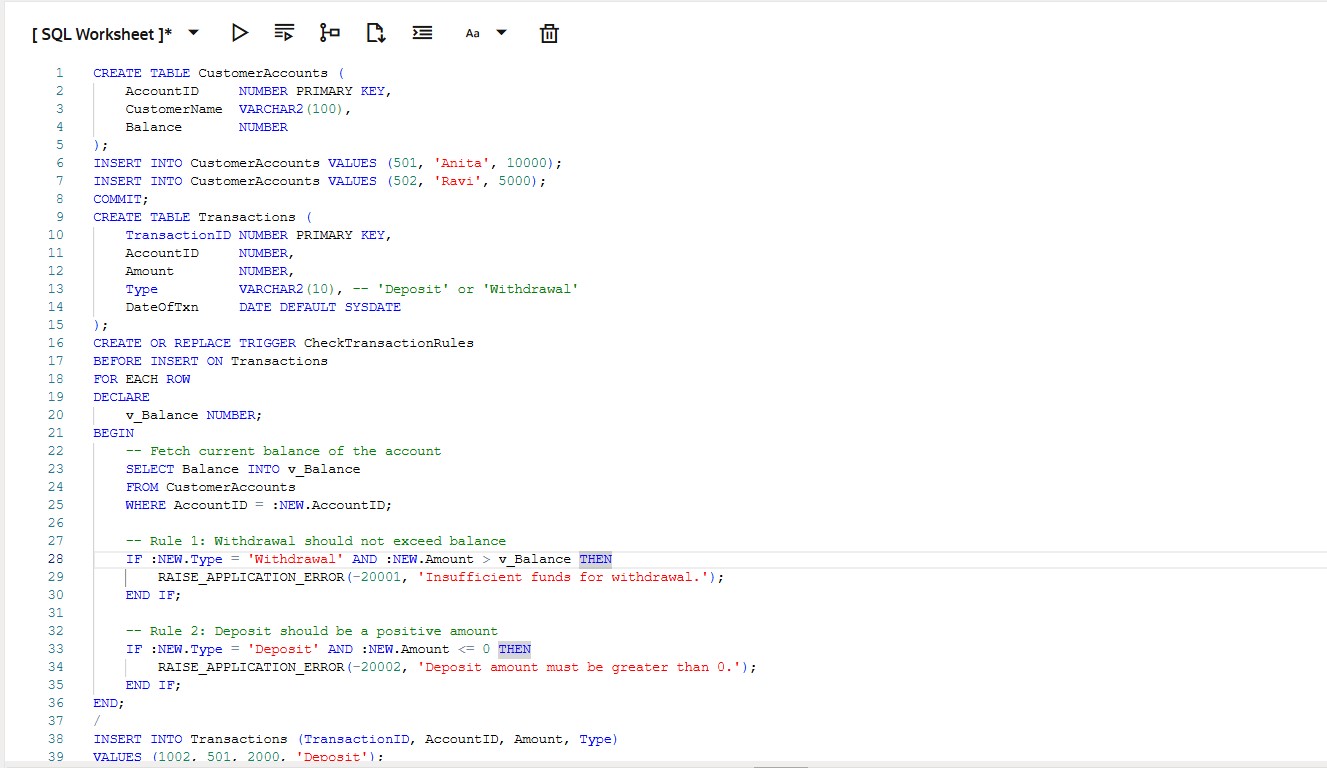 [ SQL Worksheet ]* Aa
1 CREATE TABLE CustomerAccounts (
2     AccountID     NUMBER PRIMARY KEY,
3     CustomerName  VARCHAR2(100),
4     Balance       NUMBER
5 );
6 INSERT INTO CustomerAccounts VALUES (501, 'Anita', 10000);
7 INSERT INTO CustomerAccounts VALUES (502, 'Ravi', 5000);
8 COMMIT;
9 CREATE TABLE Transactions (
10     TransactionID NUMBER PRIMARY KEY,
11     AccountID     NUMBER,
12     Amount        NUMBER,
13     Type          VARCHAR2(10), -- 'Deposit' or 'Withdrawal'
14     DateOfTxn     DATE DEFAULT SYSDATE
15 );
16 CREATE OR REPLACE TRIGGER CheckTransactionRules
17 BEFORE INSERT ON Transactions
18 FOR EACH ROW
19 DECLARE
20     v_Balance NUMBER;
21 BEGIN
22     -- Fetch current balance of the account
23     SELECT Balance INTO v_Balance
24     FROM CustomerAccounts
25     WHERE AccountID = :NEW.AccountID;
26
27     -- Rule 1: Withdrawal should not exceed balance
28     IF :NEW.Type = 'Withdrawal' AND :NEW.Amount > v_Balance THEN
29         RAISE_APPLICATION_ERROR(-20001, 'Insufficient funds for withdrawal.');
30     END IF;
31
32     -- Rule 2: Deposit should be a positive amount
33     IF :NEW.Type = 'Deposit' AND :NEW.Amount <= 0 THEN
34         RAISE_APPLICATION_ERROR(-20002, 'Deposit amount must be greater than 0.');
35     END IF;
36 END;
37 /
38 INSERT INTO Transactions (TransactionID, AccountID, Amount, Type)
39 VALUES (1002, 501, 2000, 'Deposit');